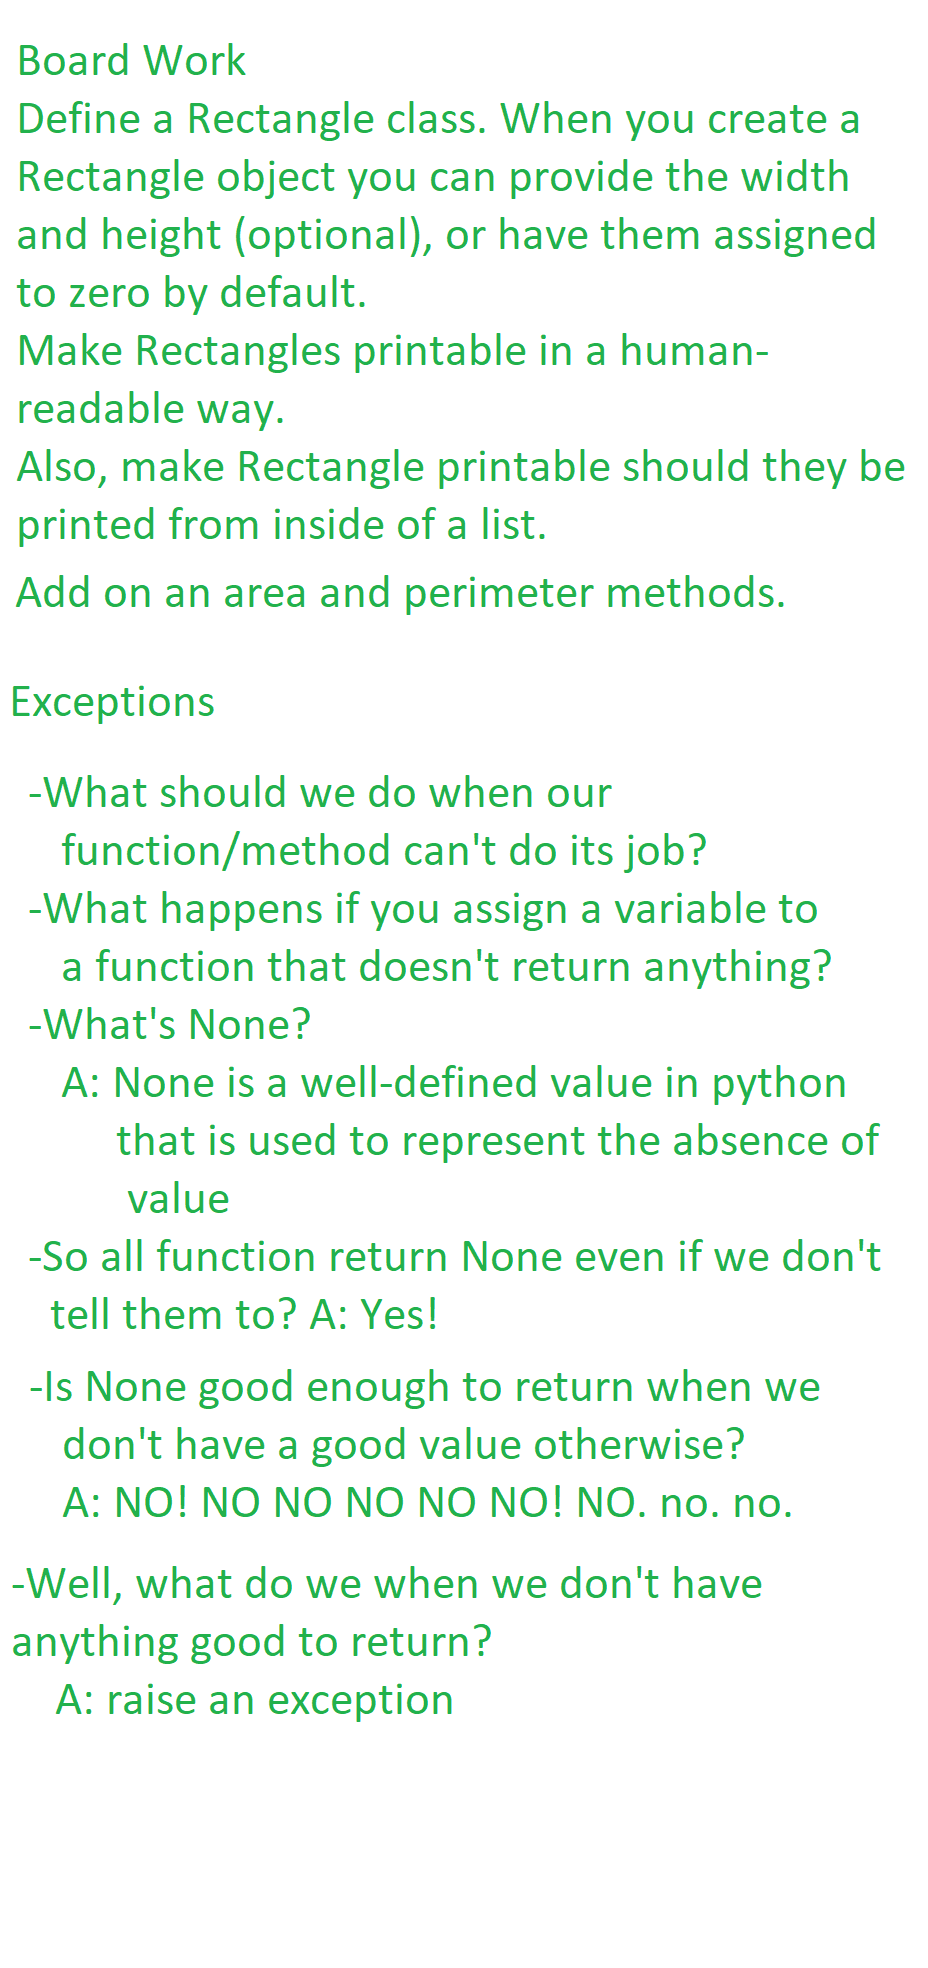 Board Work
Define a Rectangle class. When you create a
Rectangle object you can provide the width
and height (optional), or have them assigned
to zero by default.
Make Rectangles printable in a human-
readable way.
Also, make Rectangle printable should they be
printed from inside of a list.
Add on an area and perimeter methods.
Exceptions
-What should we do when our
function/method can't do its job?
-What happens if you assign a variable to
a function that doesn't return anything?
-What's None?
A: None is a well-defined value in python
that is used to represent the absence of
value
-So all function return None even if we don't
tell them to? A: Yes!
-Is None good enough to return when we
don't have a good value otherwise?
A: NO! NO NO NO NO NO! NO. no. no.
-Well, what do we when we don't have
anything good to return?
A: raise an exception